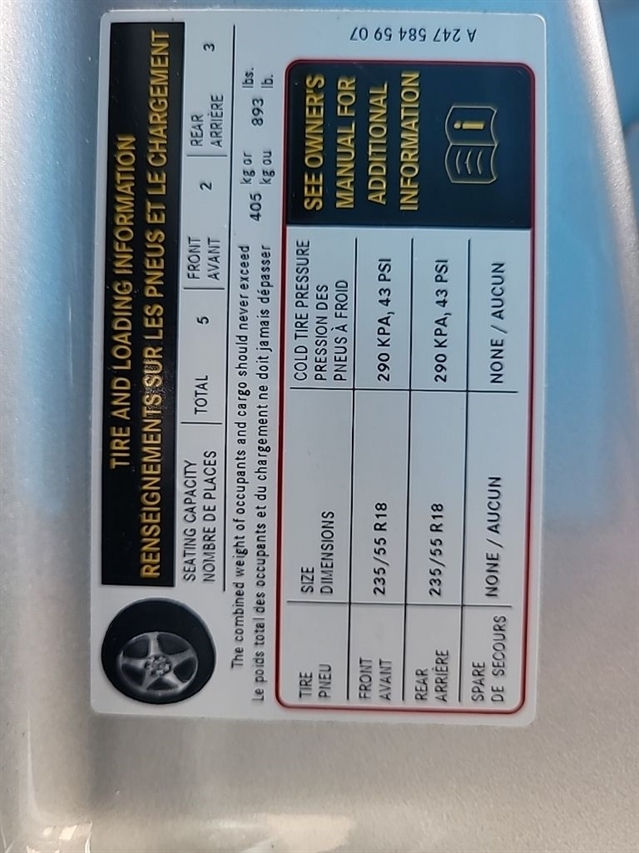 TIRE AND LOADING INFORMATION
RENSEIGNEMENTS SUR LES PNEUS ET LE CHARGEMENT
SEATING CAPACITY
NOMBRE DE PLACES
TOTAL 5
FRONT
AVANT
2
REAR
ARRIÈRE
3
The combined weight of occupants and cargo should never exceed 405 kg or 893 lbs.
Le poids total des occupants et du chargement ne doit jamais dépasser kg ou lb.
TIRE
PNEU
SIZE
DIMENSIONS
COLD TIRE PRESSURE
PRESSION DES
PNEUS À FROID
FRONT
AVANT
235/55 R18
290 KPA, 43 PSI
REAR
ARRIÈRE
235/55 R18
290 KPA, 43 PSI
SPARE
DE SECOURS
NONE / AUCUN
NONE / AUCUN
SEE OWNER'S
MANUAL FOR
ADDITIONAL
INFORMATION
i
A 247 584 59 07